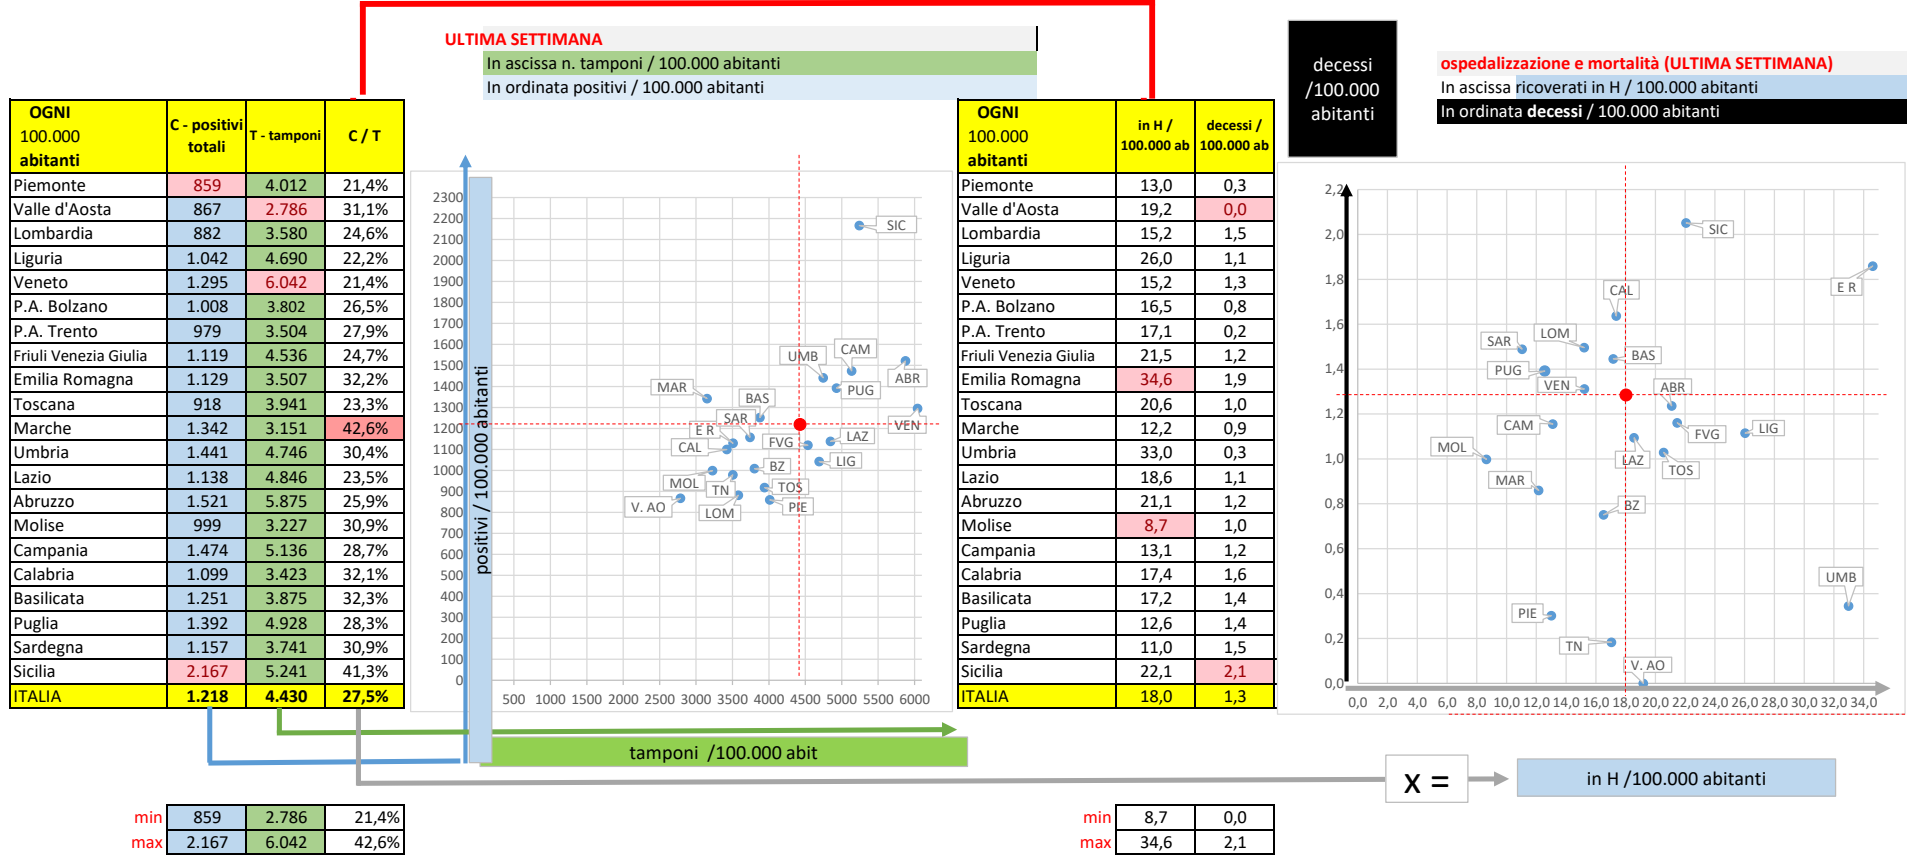 ULTIMA SETTIMANA
In ascissa n. tamponi / 100.000 abitanti
In ordinata positivi / 100.000 abitanti
decessi
/100.000
abitanti
ospedalizzazione e mortalità (ULTIMA SETTIMANA)
In ascissa ricoverati in H / 100.000 abitanti
In ordinata decessi / 100.000 abitanti
OGNI
100.000
abitanti
C - positivi
totali
T - tamponi
C / T
Piemonte 859 4.012 21,4%
Valle d'Aosta 867 2.786 31,1%
Lombardia 882 3.580 24,6%
Liguria 1.042 4.690 22,2%
Veneto 1.295 6.042 21,4%
P.A. Bolzano 1.008 3.802 26,5%
P.A. Trento 979 3.504 27,9%
Friuli Venezia Giulia 1.119 4.536 24,7%
Emilia Romagna 1.129 3.507 32,2%
Toscana 918 3.941 23,3%
Marche 1.342 3.151 42,6%
Umbria 1.441 4.746 30,4%
Lazio 1.138 4.846 23,5%
Abruzzo 1.521 5.875 25,9%
Molise 999 3.227 30,9%
Campania 1.474 5.136 28,7%
Calabria 1.099 3.423 32,1%
Basilicata 1.251 3.875 32,3%
Puglia 1.392 4.928 28,3%
Sardegna 1.157 3.741 30,9%
Sicilia 2.167 5.241 41,3%
ITALIA 1.218 4.430 27,5%
positivi / 100.000 abitanti
2300
2200
2100
2000
1900
1800
1700
1600
1500
1400
1300
1200
1100
1000
900
800
700
600
500
400
300
200
100
0
SIC
CAM
UMB
ABR
MAR
PUG
BAS
SAR
VEN
E R
FVG
LAZ
CAL
BZ
LIG
MOL
TN
TOS
V. AO
LOM
PIE
500 1000 1500 2000 2500 3000 3500 4000 4500 5000 5500 6000
tamponi /100.000 abit
OGNI
100.000
abitanti
in H /
100.000 ab
decessi /
100.000 ab
Piemonte 13,0 0,3
Valle d'Aosta 19,2 0,0
Lombardia 15,2 1,5
Liguria 26,0 1,1
Veneto 15,2 1,3
P.A. Bolzano 16,5 0,8
P.A. Trento 17,1 0,2
Friuli Venezia Giulia 21,5 1,2
Emilia Romagna 34,6 1,9
Toscana 20,6 1,0
Marche 12,2 0,9
Umbria 33,0 0,3
Lazio 18,6 1,1
Abruzzo 21,1 1,2
Molise 8,7 1,0
Campania 13,1 1,2
Calabria 17,4 1,6
Basilicata 17,2 1,4
Puglia 12,6 1,4
Sardegna 11,0 1,5
Sicilia 22,1 2,1
ITALIA 18,0 1,3
2,2
2,0
1,8
1,6
1,4
1,2
1,0
0,8
0,6
0,4
0,2
0,0
SIC
E R
CAL
LOM
SAR
BAS
PUG
VEN
ABR
CAM
FVG
LIG
MOL
LAZ
TOS
MAR
BZ
UMB
PIE
TN
V. AO
0,0 2,0 4,0 6,0 8,0 10,0 12,0 14,0 16,0 18,0 20,0 22,0 24,0 26,0 28,0 30,0 32,0 34,0
x =
in H /100.000 abitanti
min 859 2.786 21,4%
max 2.167 6.042 42,6%
min 8,7 0,0
max 34,6 2,1